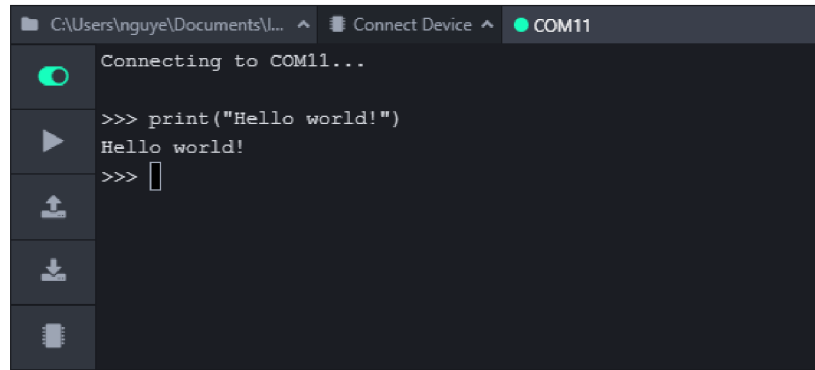 C:\Users\nguye\Documents\l... Connect Device COM11
Connecting to COM11...
>>> print("Hello world!")
Hello world!
>>>